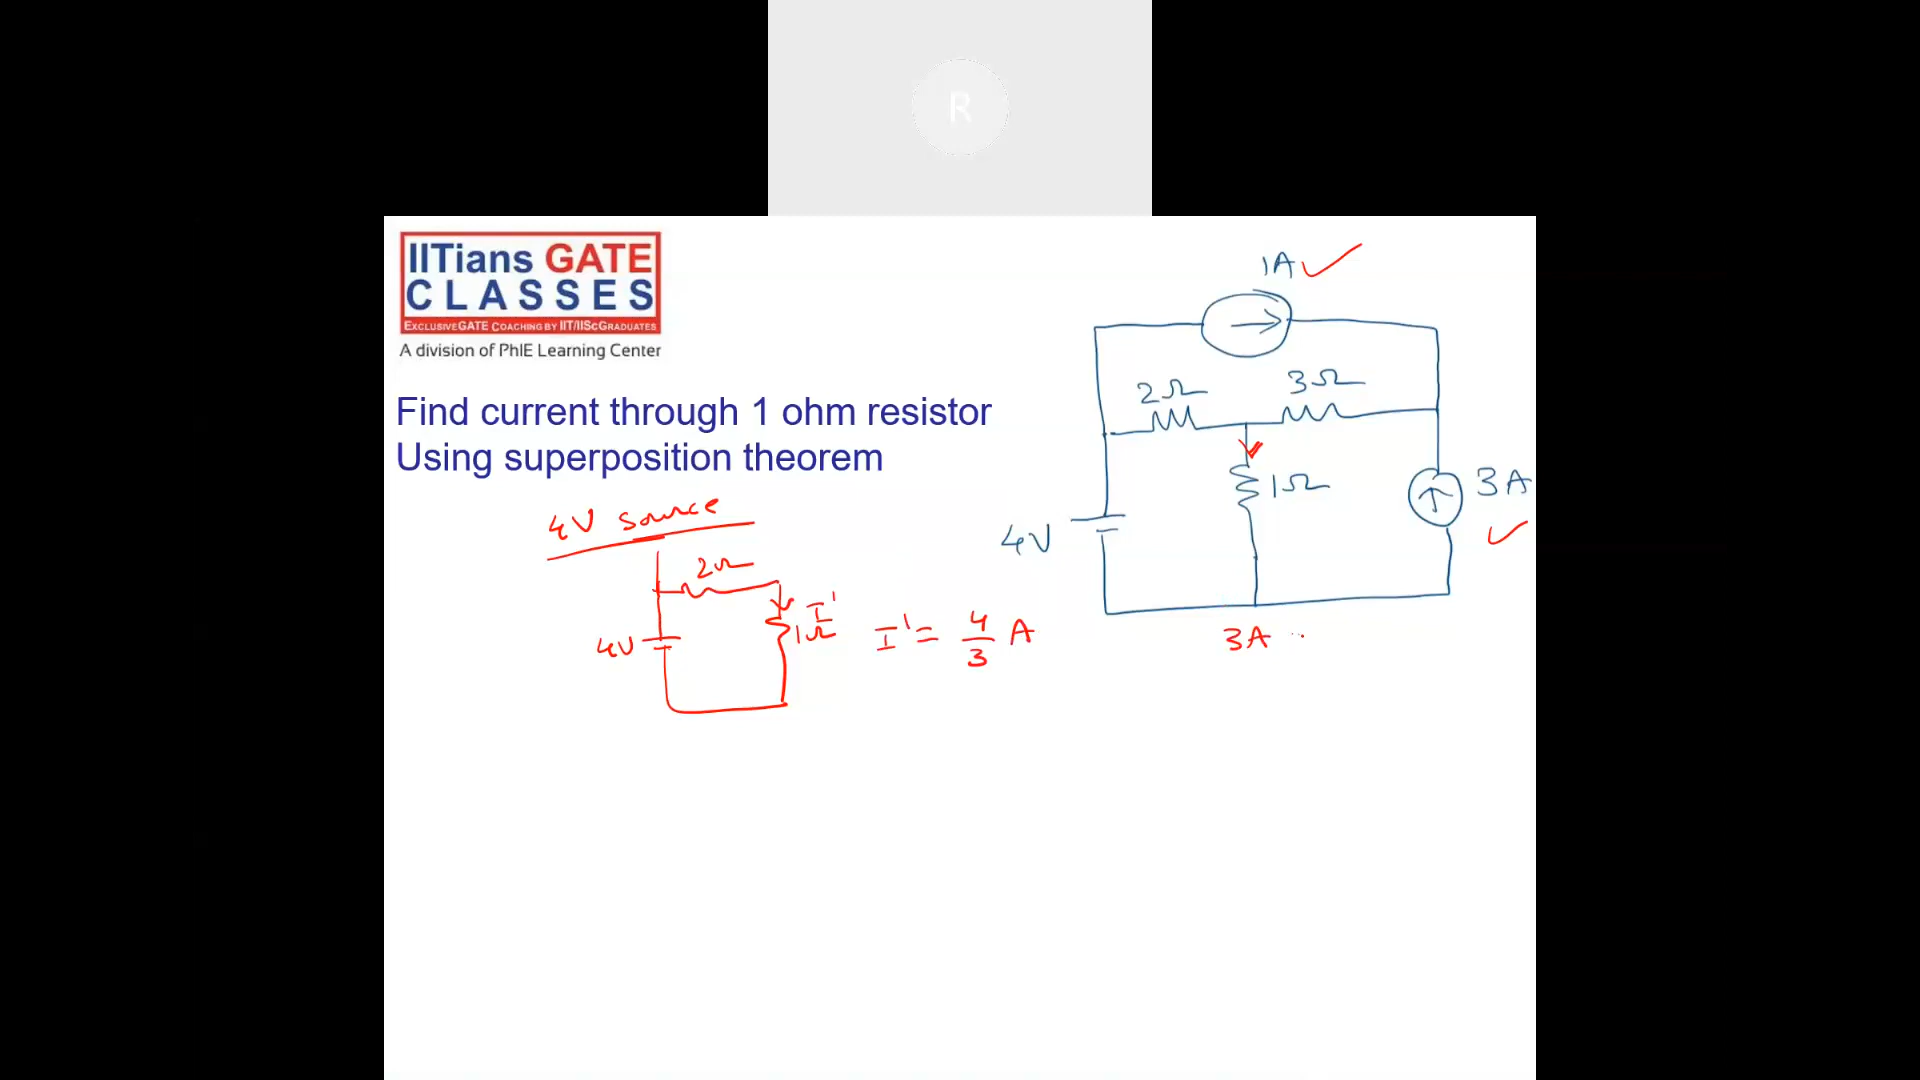 R
IITians GATE
CLASSES
EXCLUSIVE GATE COACHING BY IIT/IISc GRADUATES
A division of PhIE Learning Center
Find current through 1 ohm resistor
Using superposition theorem
1A
2Ω
3Ω
1Ω
3A
4V
3A
4V source
2Ω
4V
I'
1Ω
I' = 4/3 A